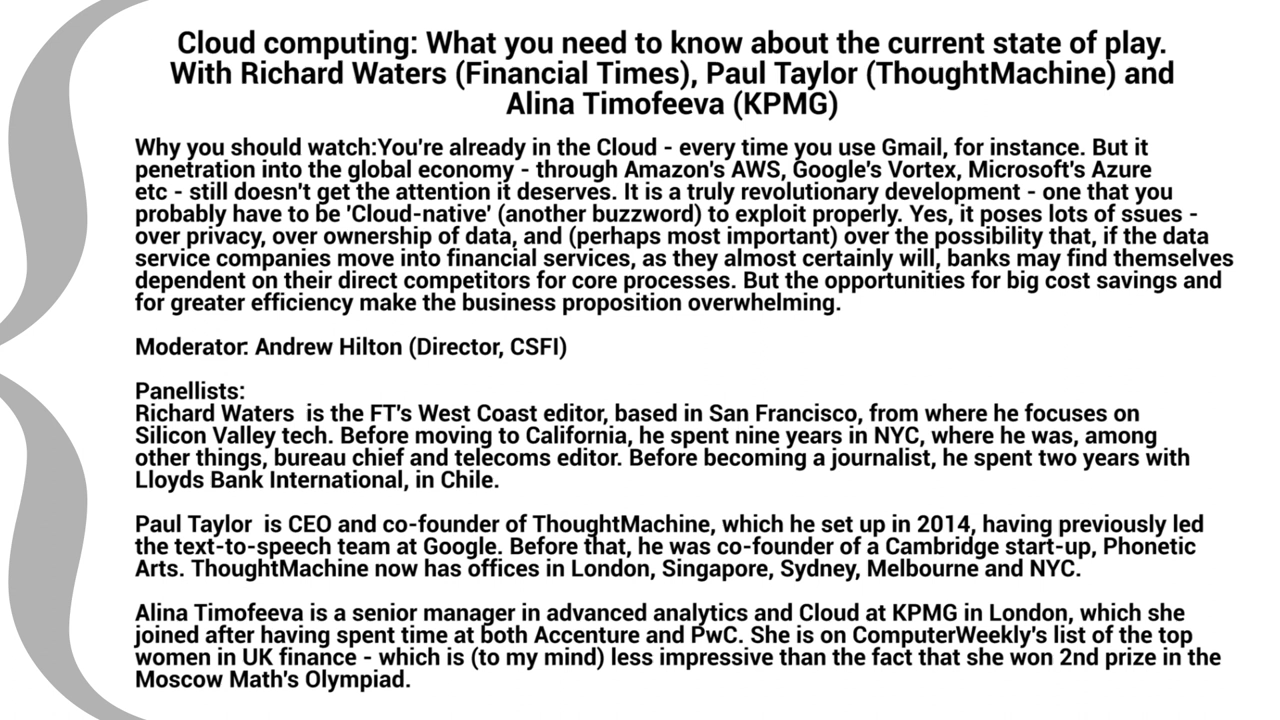 Cloud computing: What you need to know about the current state of play.
With Richard Waters (Financial Times), Paul Taylor (ThoughtMachine) and
Alina Timofeeva (KPMG)
Why you should watch:You're already in the Cloud - every time you use Gmail, for instance. But it
penetration into the global economy - through Amazon's AWS, Google's Vortex, Microsoft's Azure
etc - still doesn't get the attention it deserves. It is a truly revolutionary development - one that you
probably have to be 'Cloud-native' (another buzzword) to exploit properly. Yes, it poses lots of ssues -
over privacy, over ownership of data, and (perhaps most important) over the possibility that, if the data
service companies move into financial services, as they almost certainly will, banks may find themselves
dependent on their direct competitors for core processes. But the opportunities for big cost savings and
for greater efficiency make the business proposition overwhelming.
Moderator: Andrew Hilton (Director, CSFI)
Panellists:
Richard Waters  is the FT's West Coast editor, based in San Francisco, from where he focuses on
Silicon Valley tech. Before moving to California, he spent nine years in NYC, where he was, among
other things, bureau chief and telecoms editor. Before becoming a journalist, he spent two years with
Lloyds Bank International, in Chile.
Paul Taylor  is CEO and co-founder of ThoughtMachine, which he set up in 2014, having previously led
the text-to-speech team at Google. Before that, he was co-founder of a Cambridge start-up, Phonetic
Arts. ThoughtMachine now has offices in London, Singapore, Sydney, Melbourne and NYC.
Alina Timofeeva is a senior manager in advanced analytics and Cloud at KPMG in London, which she
joined after having spent time at both Accenture and PwC. She is on ComputerWeekly's list of the top
women in UK finance - which is (to my mind) less impressive than the fact that she won 2nd prize in the
Moscow Math's Olympiad.